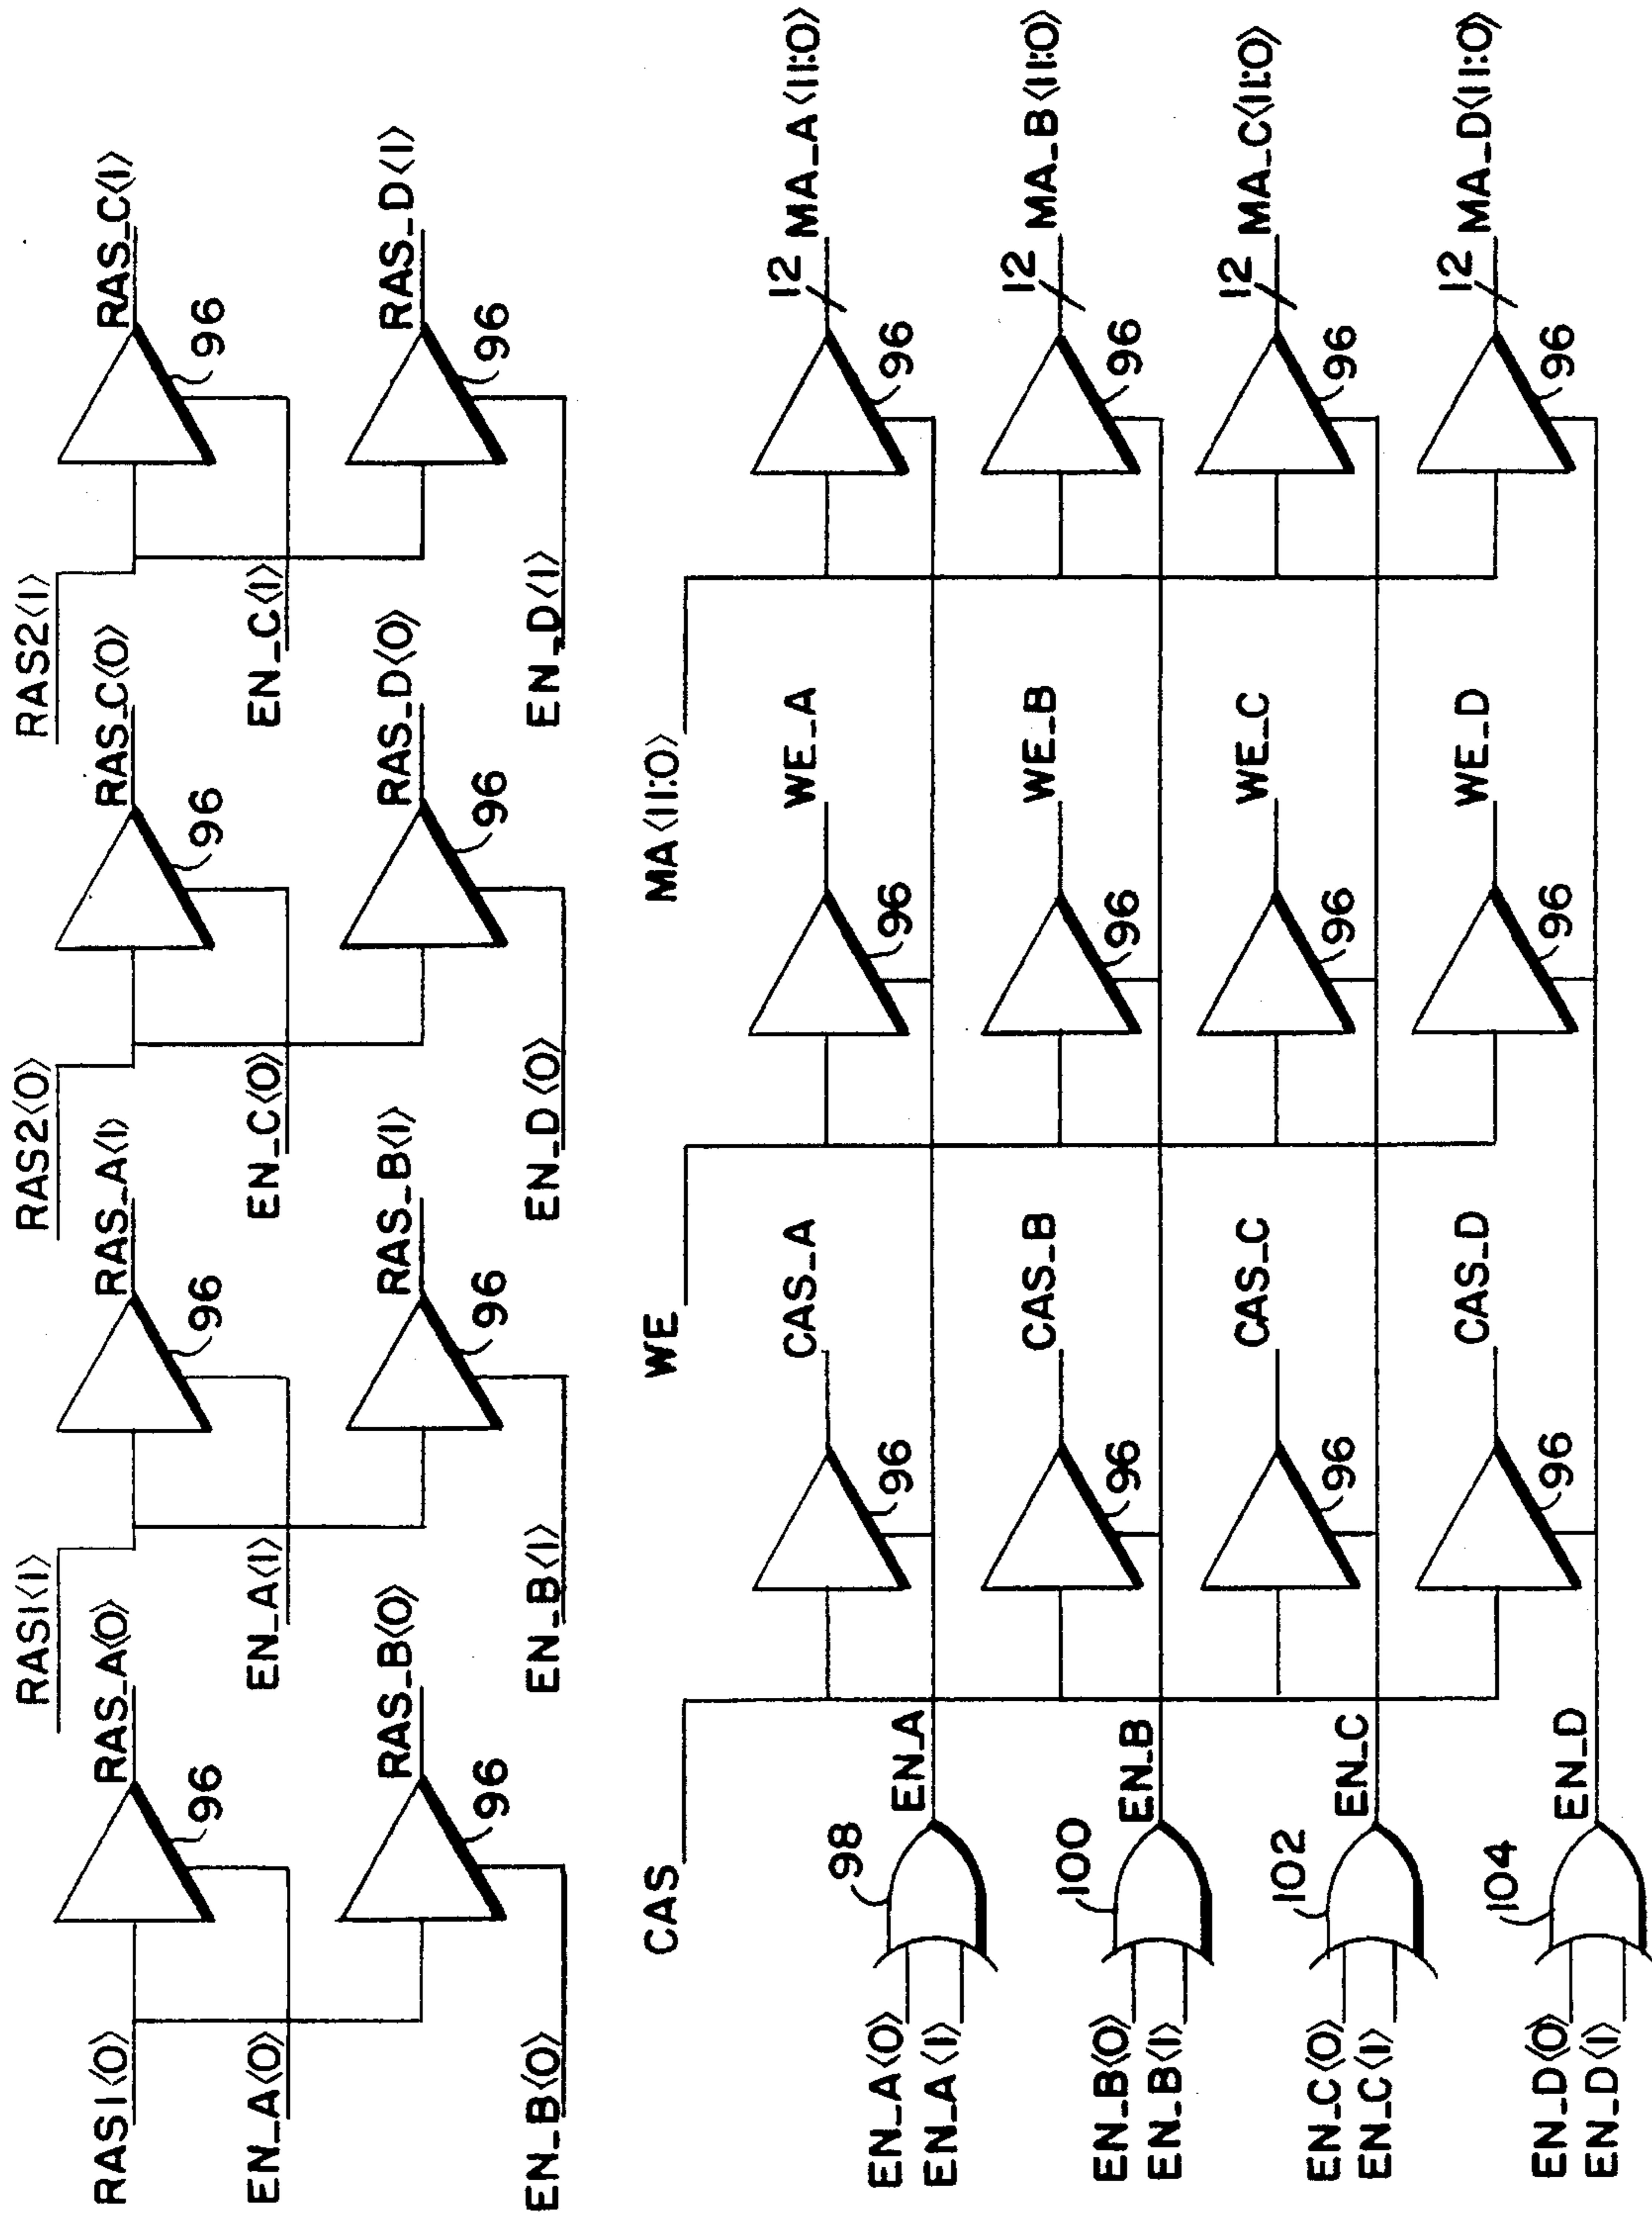 RAS1<1> RAS2<0> RAS2<1>
RAS1<0> RAS_A<0> RAS_A<1> RAS_C<0> RAS_C<1>
96 96 96 96
EN_A<0> EN_A<1> EN_C<0> EN_C<1>
RAS_B<0> RAS_B<1> RAS_D<0> RAS_D<1>
96 96 96 96
EN_B<0> EN_B<1> EN_D<0> EN_D<1>
CAS WE MA<11:0>
CAS_A WE_A 12 MA_A<11:0>
98 96 96 96
EN_A<0> EN_A
EN_A<1>
CAS_B WE_B 12 MA_B<11:0>
100 96 96 96
EN_B<0> EN_B
EN_B<1>
CAS_C WE_C 12 MA_C<11:0>
102 96 96 96
EN_C<0> EN_C
EN_C<1>
CAS_D WE_D 12 MA_D<11:0>
104 96 96 96
EN_D<0> EN_D
EN_D<1>